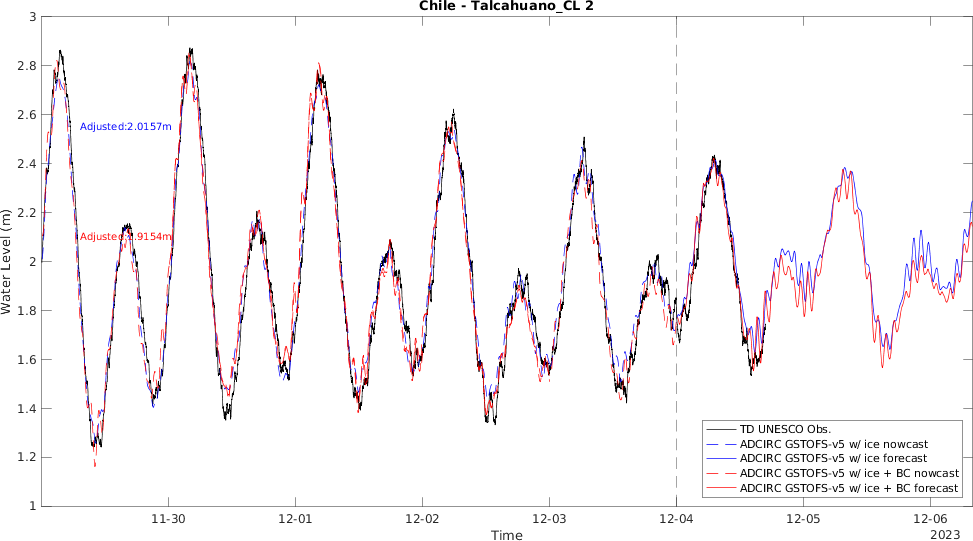 Chile - Talcahuano_CL 2
3
2.8
2.6
2.4
2.2
2
1.8
1.6
1.4
1.2
1
Water Level (m)
Adjusted:2.0157m
Adjusted:1.9154m
TD UNESCO Obs.
ADCIRC GSTOFS-v5 w/ ice nowcast
ADCIRC GSTOFS-v5 w/ ice forecast
ADCIRC GSTOFS-v5 w/ ice + BC nowcast
ADCIRC GSTOFS-v5 w/ ice + BC forecast
11-30 12-01 12-02 12-03 12-04 12-05 12-06
Time
2023